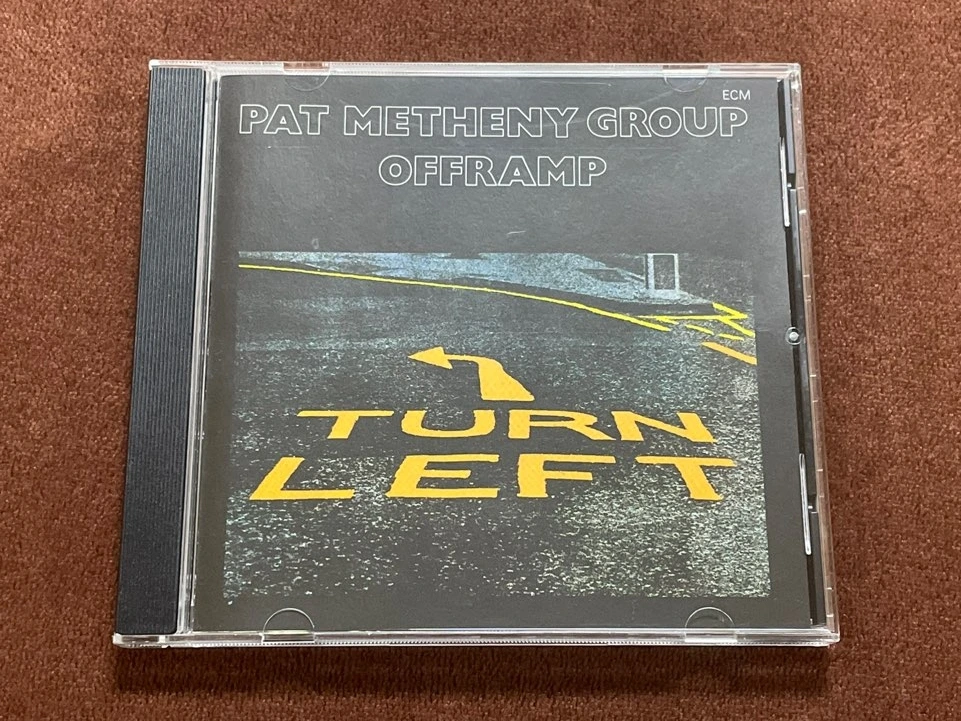 ECM
PAT METHENY GROUP
OFFRAMP
TURN
LEFT